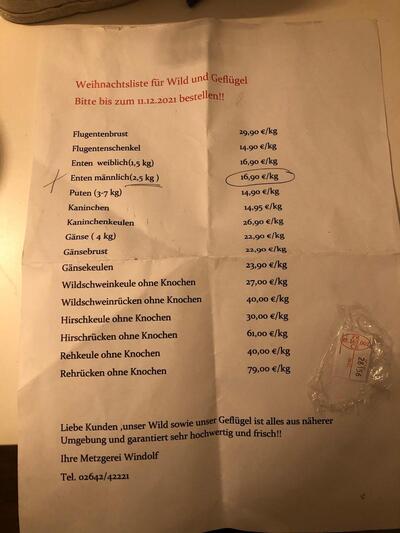 Weihnachtsliste für Wild und Geflügel
Bitte bis zum 11.12.2021 bestellen!!
Flugentenbrust 29,90 €/kg
Flugentenschenkel 14,90 €/kg
Enten weiblich(1,5 kg) 16,90 €/kg
Enten männlich(2,5 kg ) 16,90 €/kg
Puten (3-7 kg) 14,90 €/kg
Kaninchen 14,95 €/kg
Kaninchenkeulen 26,90 €/kg
Gänse ( 4 kg) 22,90 €/kg
Gänsebrust 22,90 €/kg
Gänsekeulen 23,90 €/kg
Wildschweinkeule ohne Knochen 27,00 €/kg
Wildschweinrücken ohne Knochen 40,00 €/kg
Hirschkeule ohne Knochen 30,00 €/kg
Hirschrücken ohne Knochen 61,00 €/kg
Rehkeule ohne Knochen 40,00 €/kg
Rehrücken ohne Knochen 79,00 €/kg
Liebe Kunden ,unser Wild sowie unser Geflügel ist alles aus näherer
Umgebung und garantiert sehr hochwertig und frisch!!
Ihre Metzgerei Windolf
Tel. 02642/42221